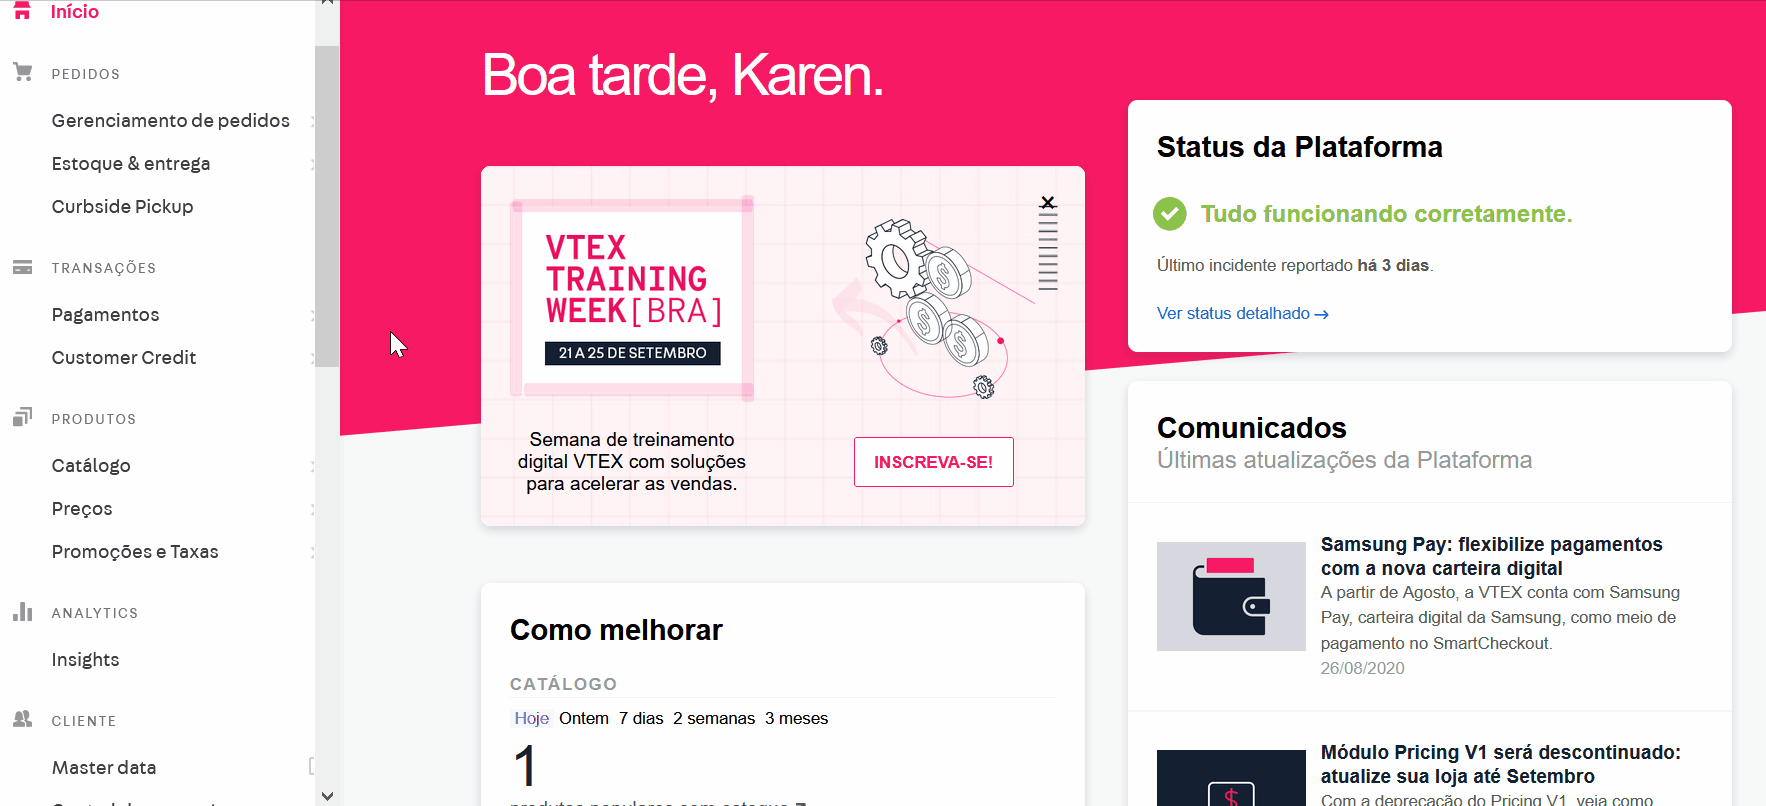 Início
PEDIDOS
Gerenciamento de pedidos
Estoque & entrega
Curbside Pickup
TRANSAÇÕES
Pagamentos
Customer Credit
PRODUTOS
Catálogo
Preços
Promoções e Taxas
ANALYTICS
Insights
CLIENTE
Master data
Boa tarde, Karen.
VTEX
TRAINING
WEEK[BRA]
21 A 25 DE SETEMBRO
Semana de treinamento
digital VTEX com soluções
para acelerar as vendas.
INSCREVA-SE!
Como melhorar
CATÁLOGO
Hoje Ontem 7 dias 2 semanas 3 meses
1
produtos populares sem estoque
Status da Plataforma
Tudo funcionando corretamente.
Último incidente reportado há 3 dias.
Ver status detalhado →
Comunicados
Últimas atualizações da Plataforma
Samsung Pay: flexibilize pagamentos
com a nova carteira digital
A partir de Agosto, a VTEX conta com Samsung
Pay, carteira digital da Samsung, como meio de
pagamento no SmartCheckout.
26/08/2020
Módulo Pricing V1 será descontinuado:
atualize sua loja até Setembro
Com a deprecação do Pricing V1, veja como